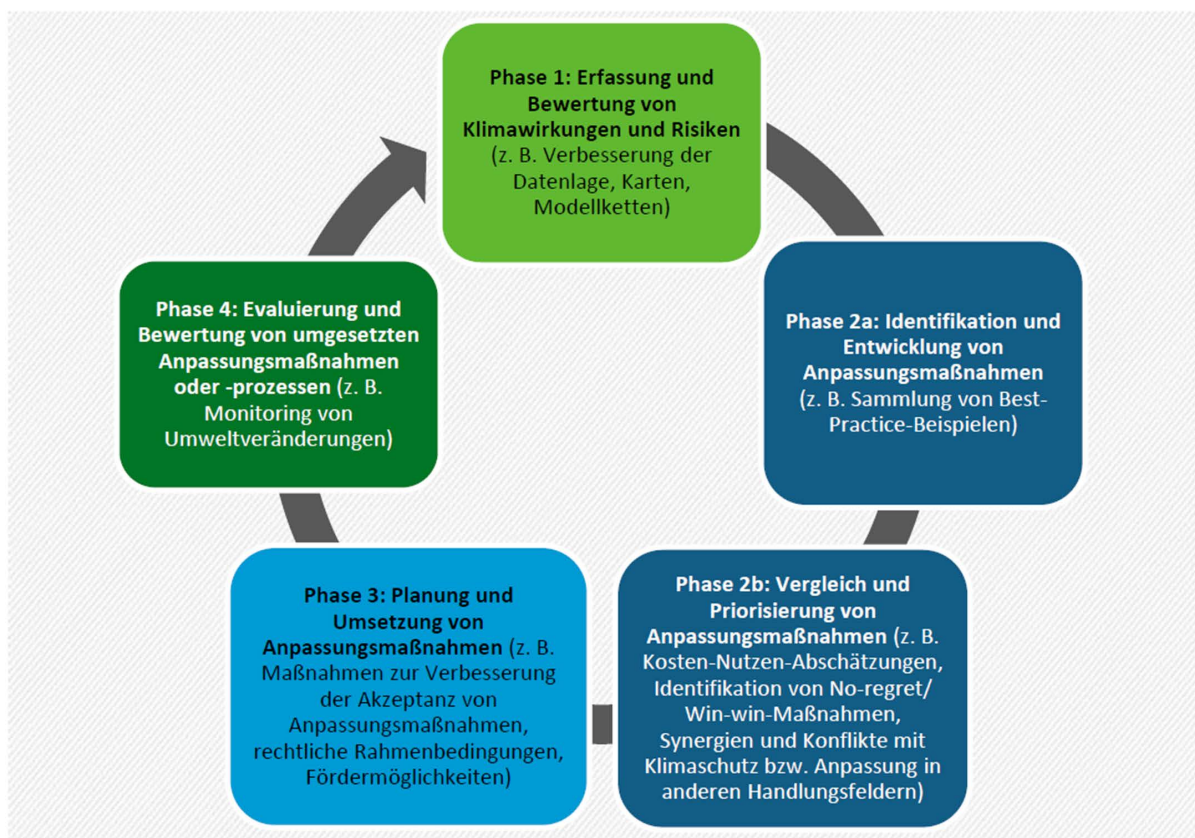 Phase 1: Erfassung und
Bewertung von
Klimawirkungen und Risiken
(z. B. Verbesserung der
Datenlage, Karten,
Modellketten)
Phase 2a: Identifikation und
Entwicklung von
Anpassungsmaßnahmen
(z. B. Sammlung von Best-
Practice-Beispielen)
Phase 2b: Vergleich und
Priorisierung von
Anpassungsmaßnahmen (z. B.
Kosten-Nutzen-Abschätzungen,
Identifikation von No-regret/
Win-win-Maßnahmen,
Synergien und Konflikte mit
Klimaschutz bzw. Anpassung in
anderen Handlungsfeldern)
Phase 3: Planung und
Umsetzung von
Anpassungsmaßnahmen (z. B.
Maßnahmen zur Verbesserung
der Akzeptanz von
Anpassungsmaßnahmen,
rechtliche Rahmenbedingungen,
Fördermöglichkeiten)
Phase 4: Evaluierung und
Bewertung von umgesetzten
Anpassungsmaßnahmen
oder -prozessen (z. B.
Monitoring von
Umweltveränderungen)